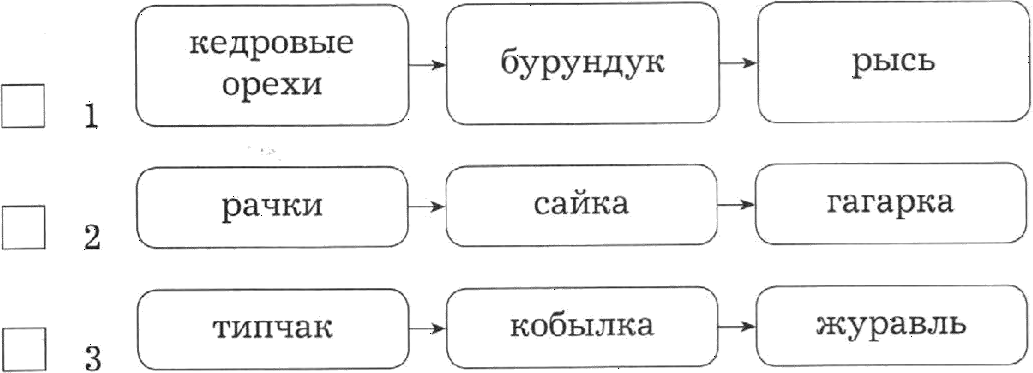 кедровые
орехи
бурундук
рысь
1
рачки
сайка
гагарка
2
типчак
кобылка
журавль
3